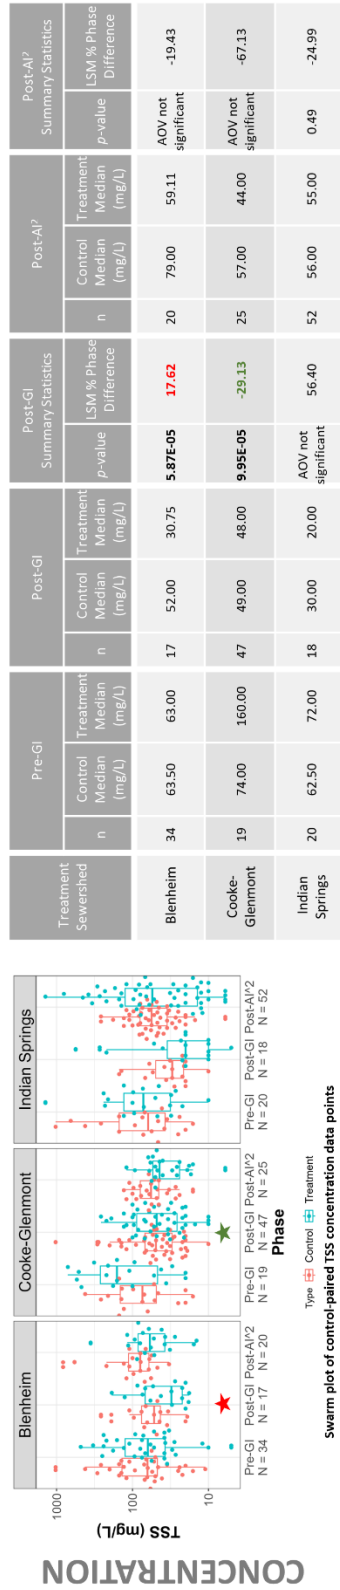 CONCENTRATION
TSS (mg/L)
1000
100
10
Blenheim
Cooke-Glenmont
Indian Springs
Pre-GI
N = 34
Post-GI
N = 17
Post-AI^2
N = 20
Pre-GI
N = 19
Post-GI
N = 47
Post-AI^2
N = 25
Pre-GI
N = 20
Post-GI
N = 18
Post-AI^2
N = 52
Phase
Type Control Treatment
Swarm plot of control-paired TSS concentration data points
Treatment
Sewershed
Pre-GI
Post-GI
Post-GI
Summary Statistics
Post-AI²
Post-AI²
Summary Statistics
n
Control
Median
(mg/L)
Treatment
Median
(mg/L)
n
Control
Median
(mg/L)
Treatment
Median
(mg/L)
p-value
LSM % Phase
Difference
n
Control
Median
(mg/L)
Treatment
Median
(mg/L)
p-value
LSM % Phase
Difference
Blenheim 34 63.50 63.00 17 52.00 30.75 5.87E-05 17.62 20 79.00 59.11 AOV not
significant -19.43
Cooke-
Glenmont 19 74.00 160.00 47 49.00 48.00 9.95E-05 -29.13 25 57.00 44.00 AOV not
significant -67.13
Indian
Springs 20 62.50 72.00 18 30.00 20.00 AOV not
significant 56.40 52 56.00 55.00 0.49 -24.99